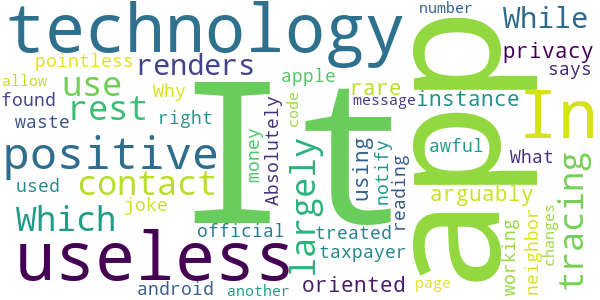 technology
app
It
number
While
pointless
renders
privacy
allow
use
apple
In
says
found
Why
rare
rest
message
instance
waste
right
Absolutely
code
positive
money
largely
using
notify
awful
What
contact
reading
tracing
used
Which
joke
arguably
official
treated
working
neighbor
changes
useless
taxpayer
oriented
android
another
page